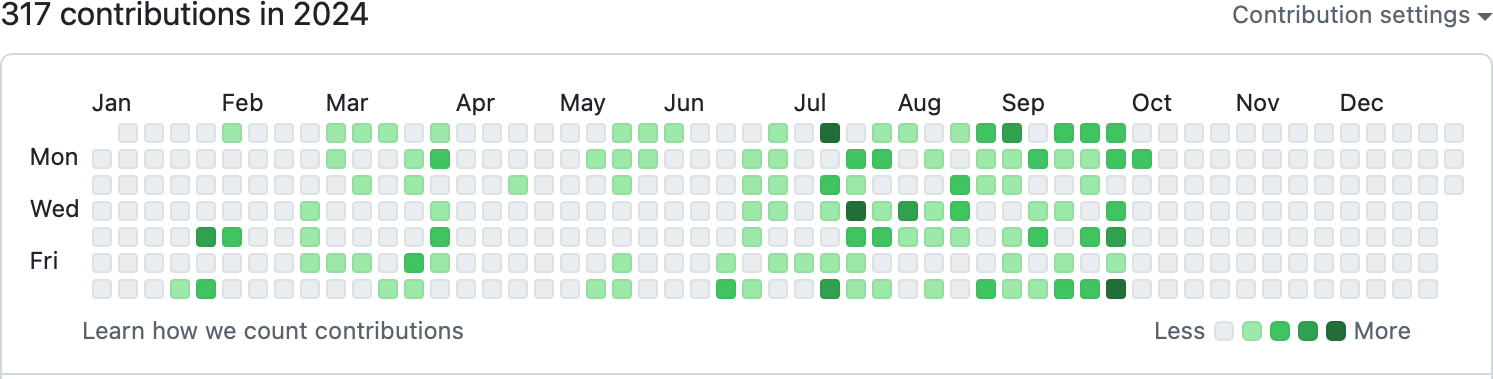 317 contributions in 2024
Contribution settings
Jan Feb Mar Apr May Jun Jul Aug Sep Oct Nov Dec
Mon
Wed
Fri
Learn how we count contributions
Less More